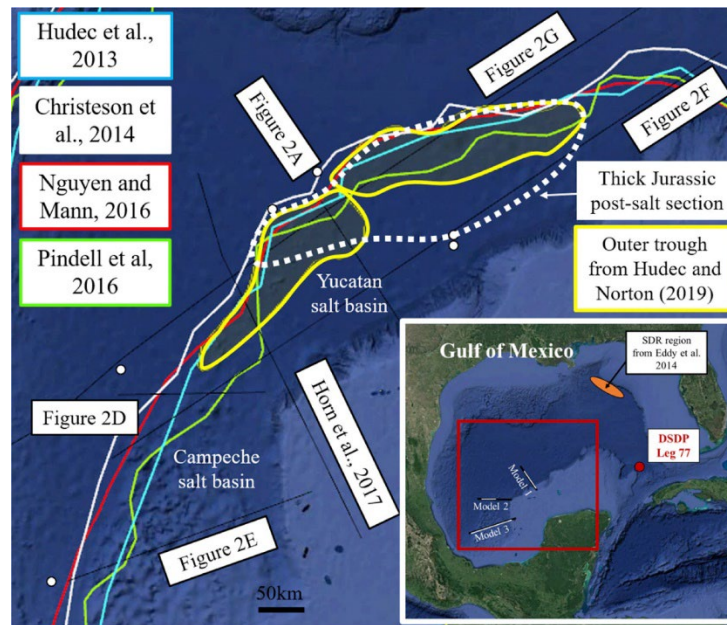 Hudec et al.,
2013
Christeson et
al., 2014
Nguyen and
Mann, 2016
Pindell et al,
2016
Figure 2A
Figure 2G
Figure 2F
Thick Jurassic
post-salt section
Outer trough
from Hudec and
Norton (2019)
Yucatan
salt basin
Figure 2D
Campeche
salt basin
Figure 2E
Horn et al., 2017
50km
Gulf of Mexico
SDR region
from Eddy et al.
2014
DSDP
Leg 77
Model 1
Model 2
Model 3